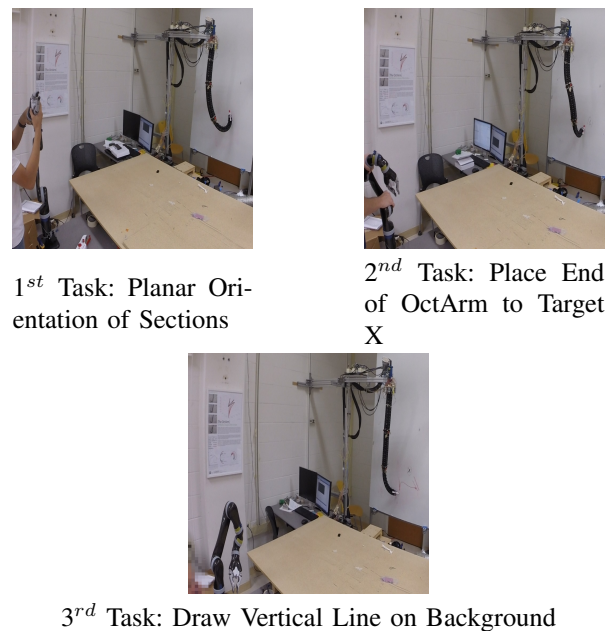 1st Task: Planar Ori-
entation of Sections
2nd Task: Place End
of OctArm to Target
X
3rd Task: Draw Vertical Line on Background